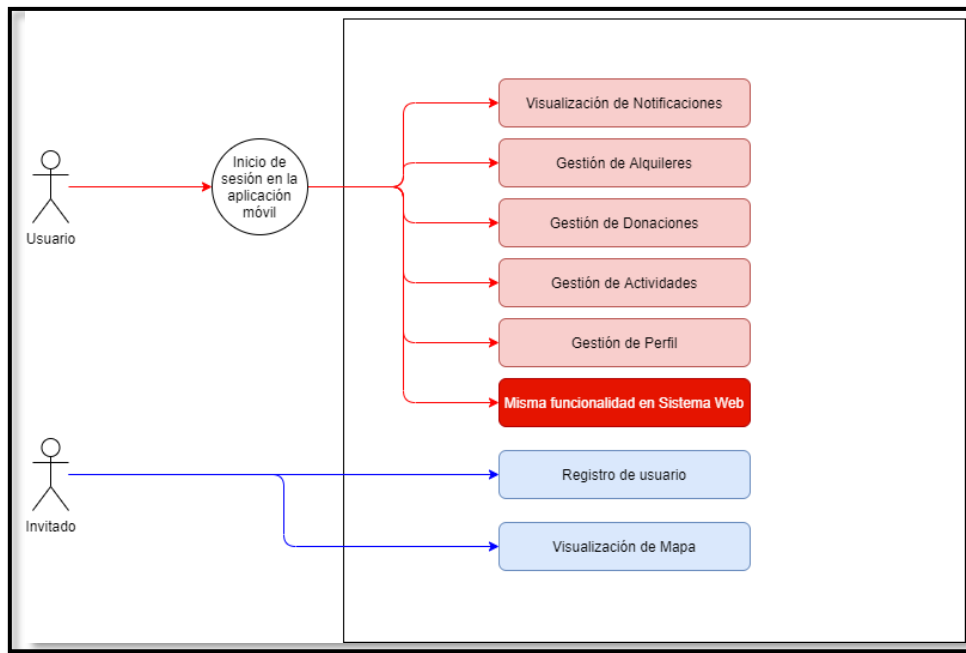 Visualización de Notificaciones
Inicio de
sesión en la
aplicación
móvil
Gestión de Alquileres
Usuario
Gestión de Donaciones
Gestión de Actividades
Gestión de Perfil
Misma funcionalidad en Sistema Web
Registro de usuario
Invitado
Visualización de Mapa